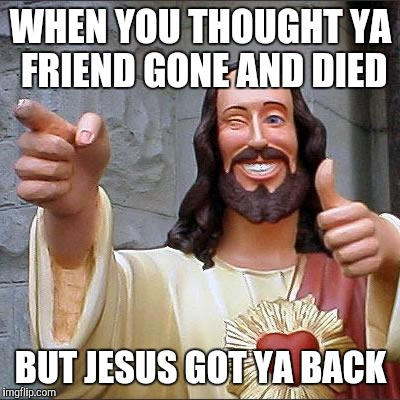 WHEN YOU THOUGHT YA
FRIEND GONE AND DIED
BUT JESUS GOT YA BACK
imgflip.com